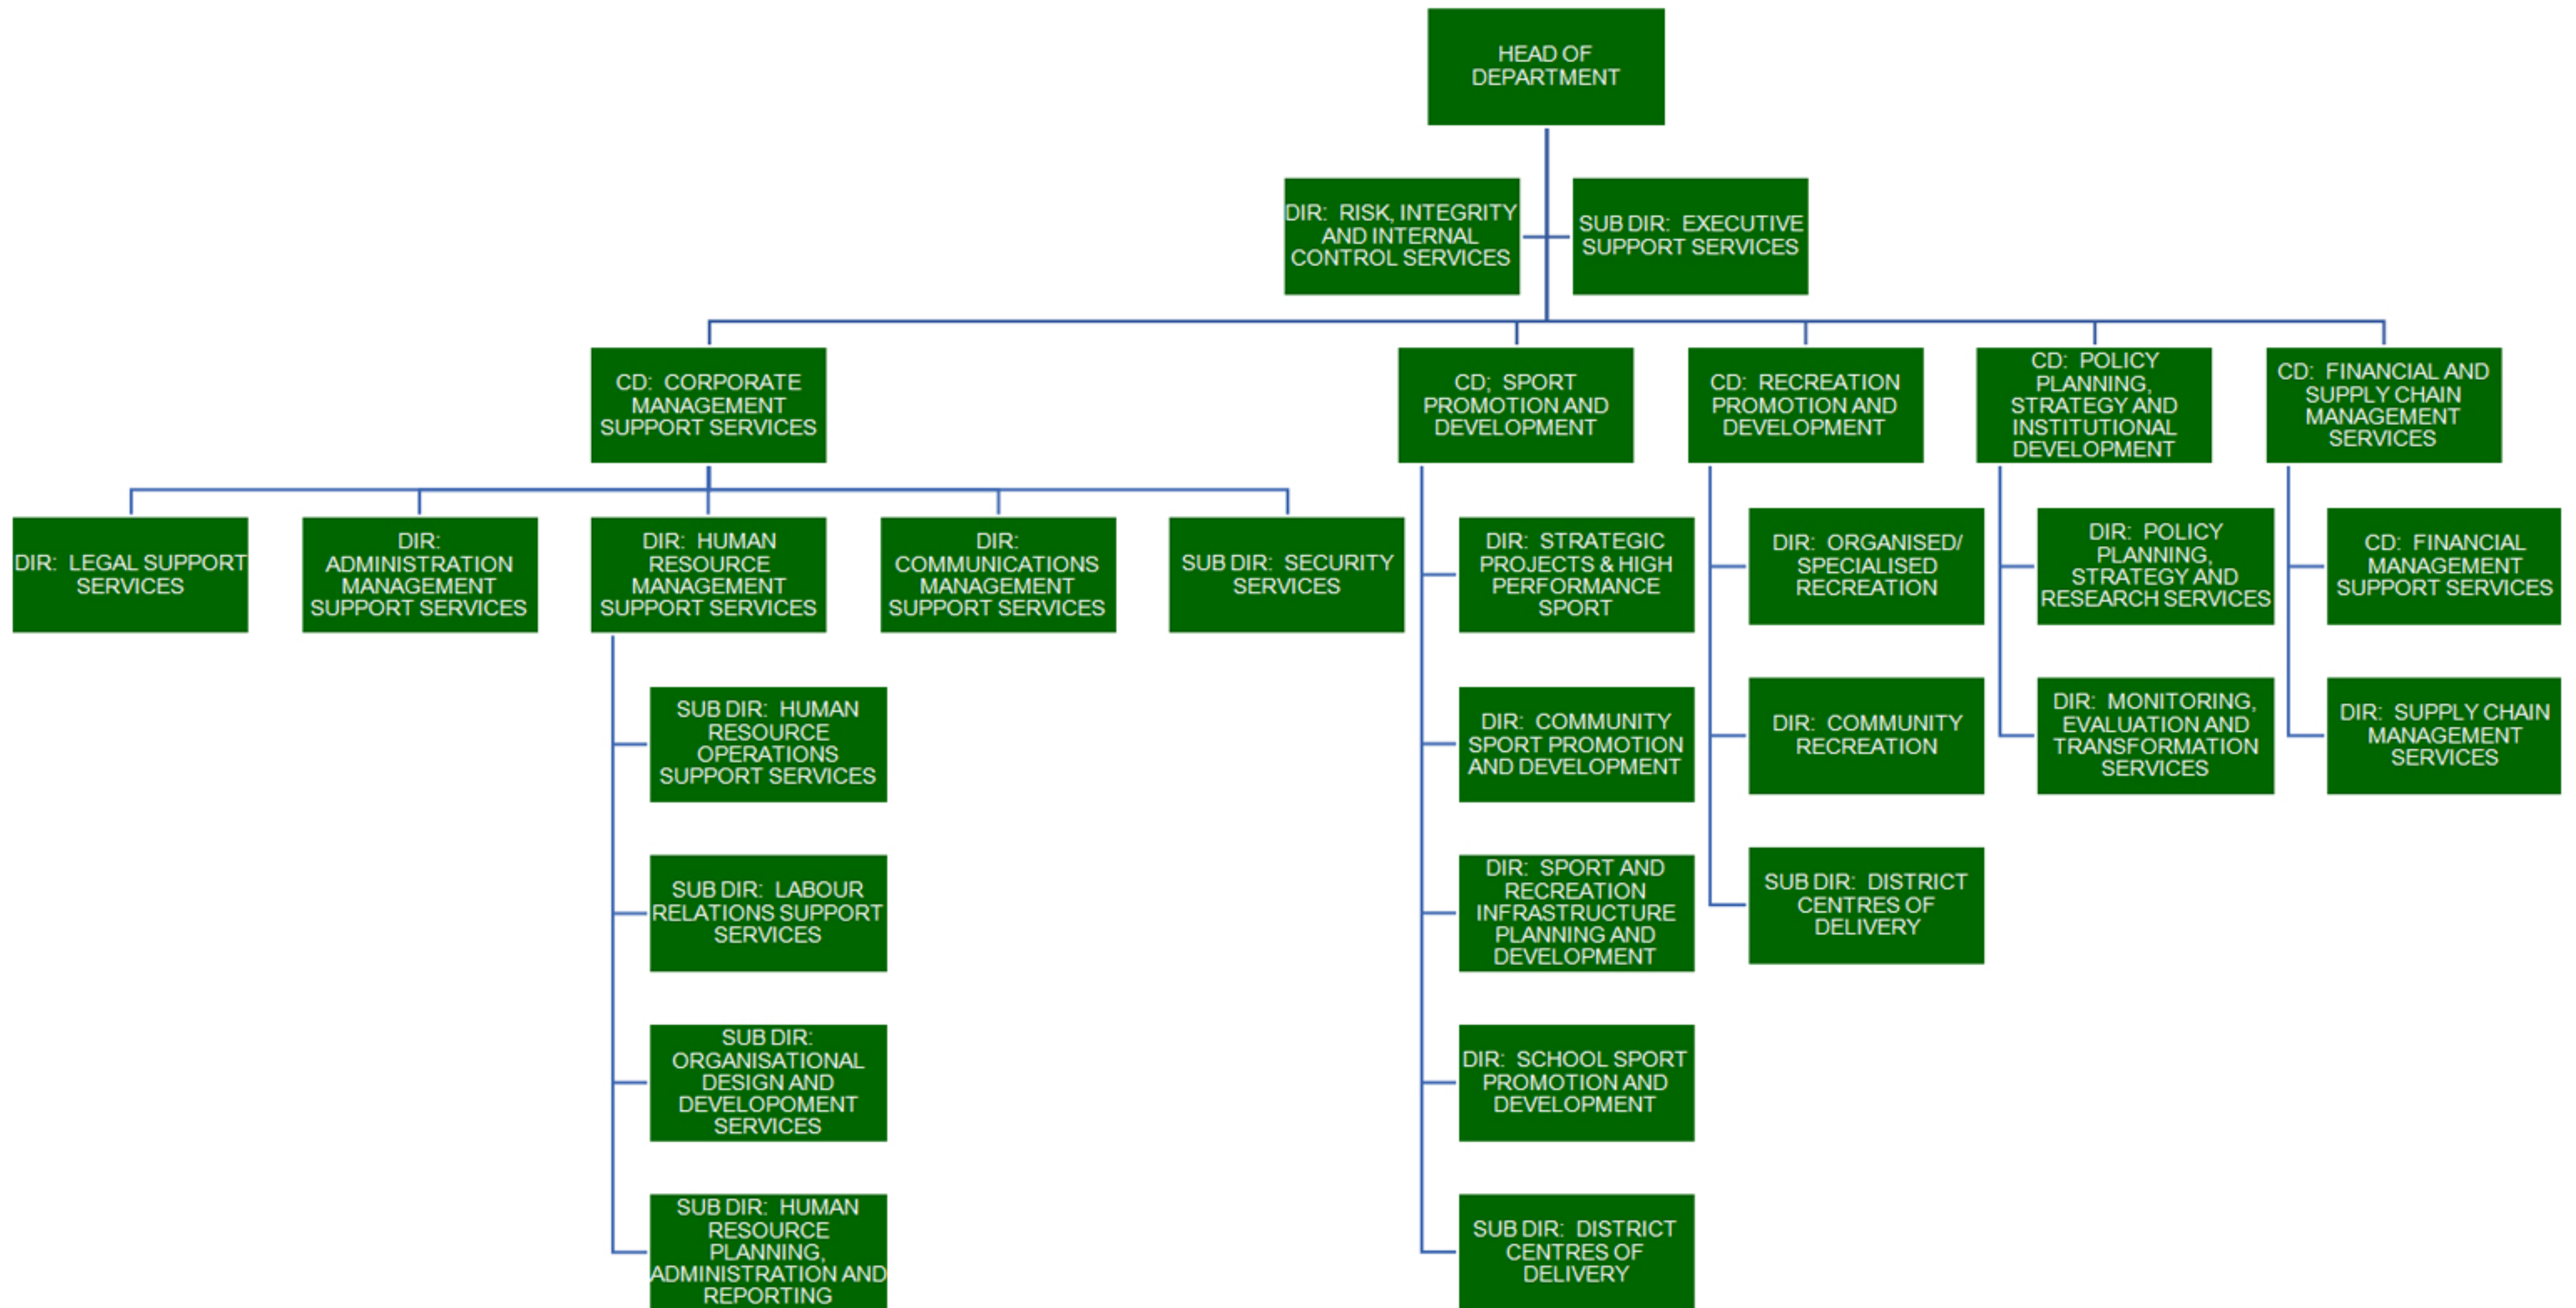 HEAD OF
DEPARTMENT
DIR: RISK, INTEGRITY
AND INTERNAL
CONTROL SERVICES
SUB DIR: EXECUTIVE
SUPPORT SERVICES
CD: CORPORATE
MANAGEMENT
SUPPORT SERVICES
CD; SPORT
PROMOTION AND
DEVELOPMENT
CD: RECREATION
PROMOTION AND
DEVELOPMENT
CD: POLICY
PLANNING,
STRATEGY AND
INSTITUTIONAL
DEVELOPMENT
CD: FINANCIAL AND
SUPPLY CHAIN
MANAGEMENT
SERVICES
DIR: LEGAL SUPPORT
SERVICES
DIR:
ADMINISTRATION
MANAGEMENT
SUPPORT SERVICES
DIR: HUMAN
RESOURCE
MANAGEMENT
SUPPORT SERVICES
DIR:
COMMUNICATIONS
MANAGEMENT
SUPPORT SERVICES
SUB DIR: SECURITY
SERVICES
DIR: STRATEGIC
PROJECTS & HIGH
PERFORMANCE
SPORT
DIR: ORGANISED/
SPECIALISED
RECREATION
DIR: POLICY
PLANNING,
STRATEGY AND
RESEARCH SERVICES
CD: FINANCIAL
MANAGEMENT
SUPPORT SERVICES
SUB DIR: HUMAN
RESOURCE
OPERATIONS
SUPPORT SERVICES
DIR: COMMUNITY
SPORT PROMOTION
AND DEVELOPMENT
DIR: COMMUNITY
RECREATION
DIR: MONITORING,
EVALUATION AND
TRANSFORMATION
SERVICES
DIR: SUPPLY CHAIN
MANAGEMENT
SERVICES
SUB DIR: LABOUR
RELATIONS SUPPORT
SERVICES
DIR: SPORT AND
RECREATION
INFRASTRUCTURE
PLANNING AND
DEVELOPMENT
SUB DIR: DISTRICT
CENTRES OF
DELIVERY
SUB DIR:
ORGANISATIONAL
DESIGN AND
DEVELOPOMENT
SERVICES
DIR: SCHOOL SPORT
PROMOTION AND
DEVELOPMENT
SUB DIR: HUMAN
RESOURCE
PLANNING,
ADMINISTRATION AND
REPORTING
SUB DIR: DISTRICT
CENTRES OF
DELIVERY